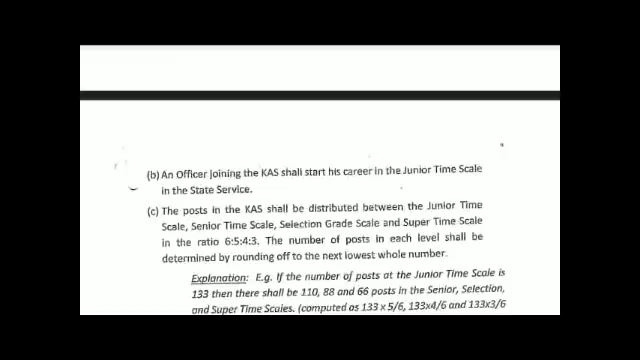 (b) An Officer joining the KAS shall start his career in the Junior Time Scale
in the State Service.
(c) The posts in the KAS shall be distributed between the Junior Time
Scale, Senior Time Scale, Selection Grade Scale and Super Time Scale
in the ratio 6:5:4:3. The number of posts in each level shall be
determined by rounding off to the next lowest whole number.
Explanation: E.g. If the number of posts at the Junior Time Scale is
133 then there shall be 110, 88 and 66 posts in the Senior, Selection,
and Super Time Scales. (computed as 133 x 5/6, 133x4/6 and 133x3/6